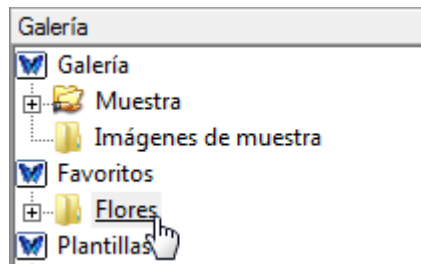 Galería
Galería
Muestra
Imágenes de muestra
Favoritos
Flores
Plantillas